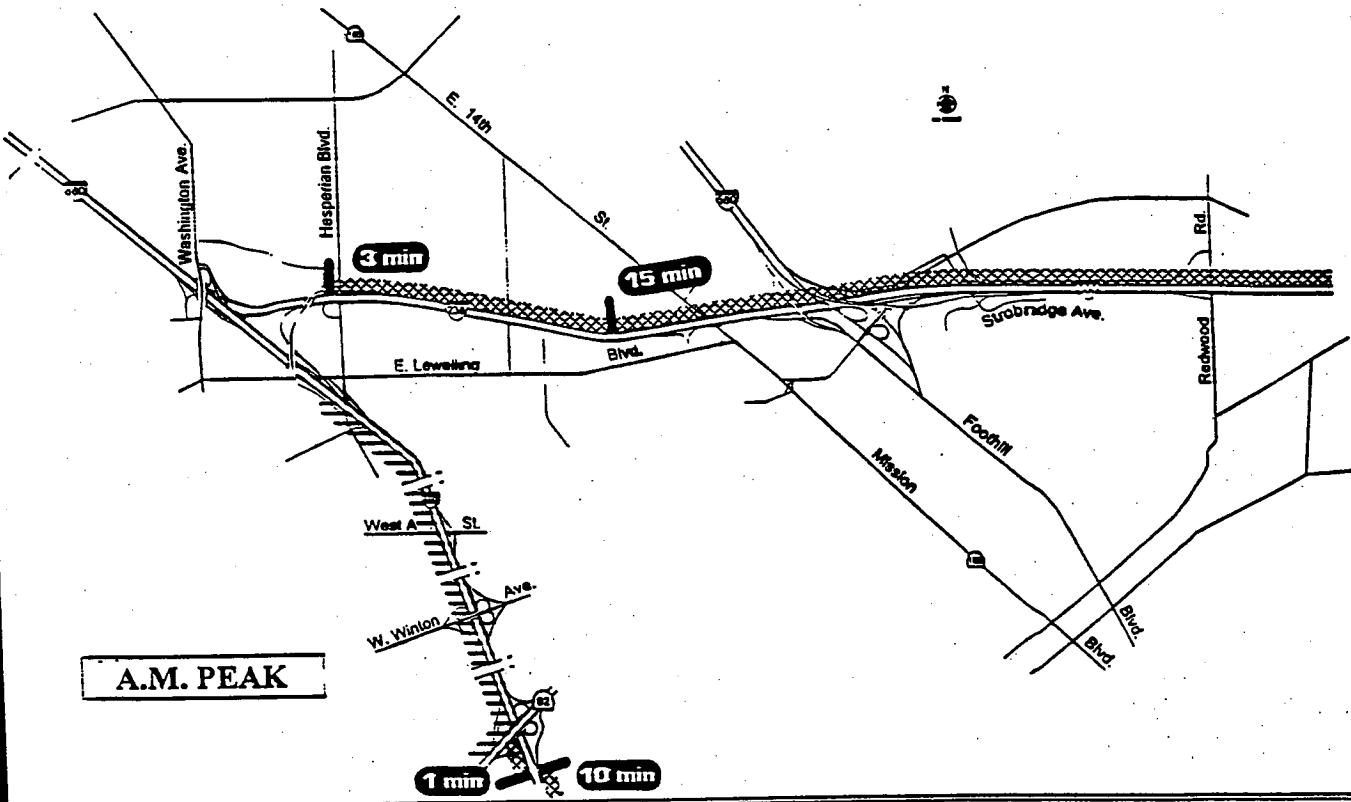 E. 14th
St.
Washington Ave.
Hesperian Blvd.
3 min
15 min
Rd.
Redwood
Strobridge Ave.
E. Lewelling
Blvd.
Foothill
Blvd.
Mission
Blvd.
West A St.
W. Winton Ave.
A.M. PEAK
92
1 min
10 min